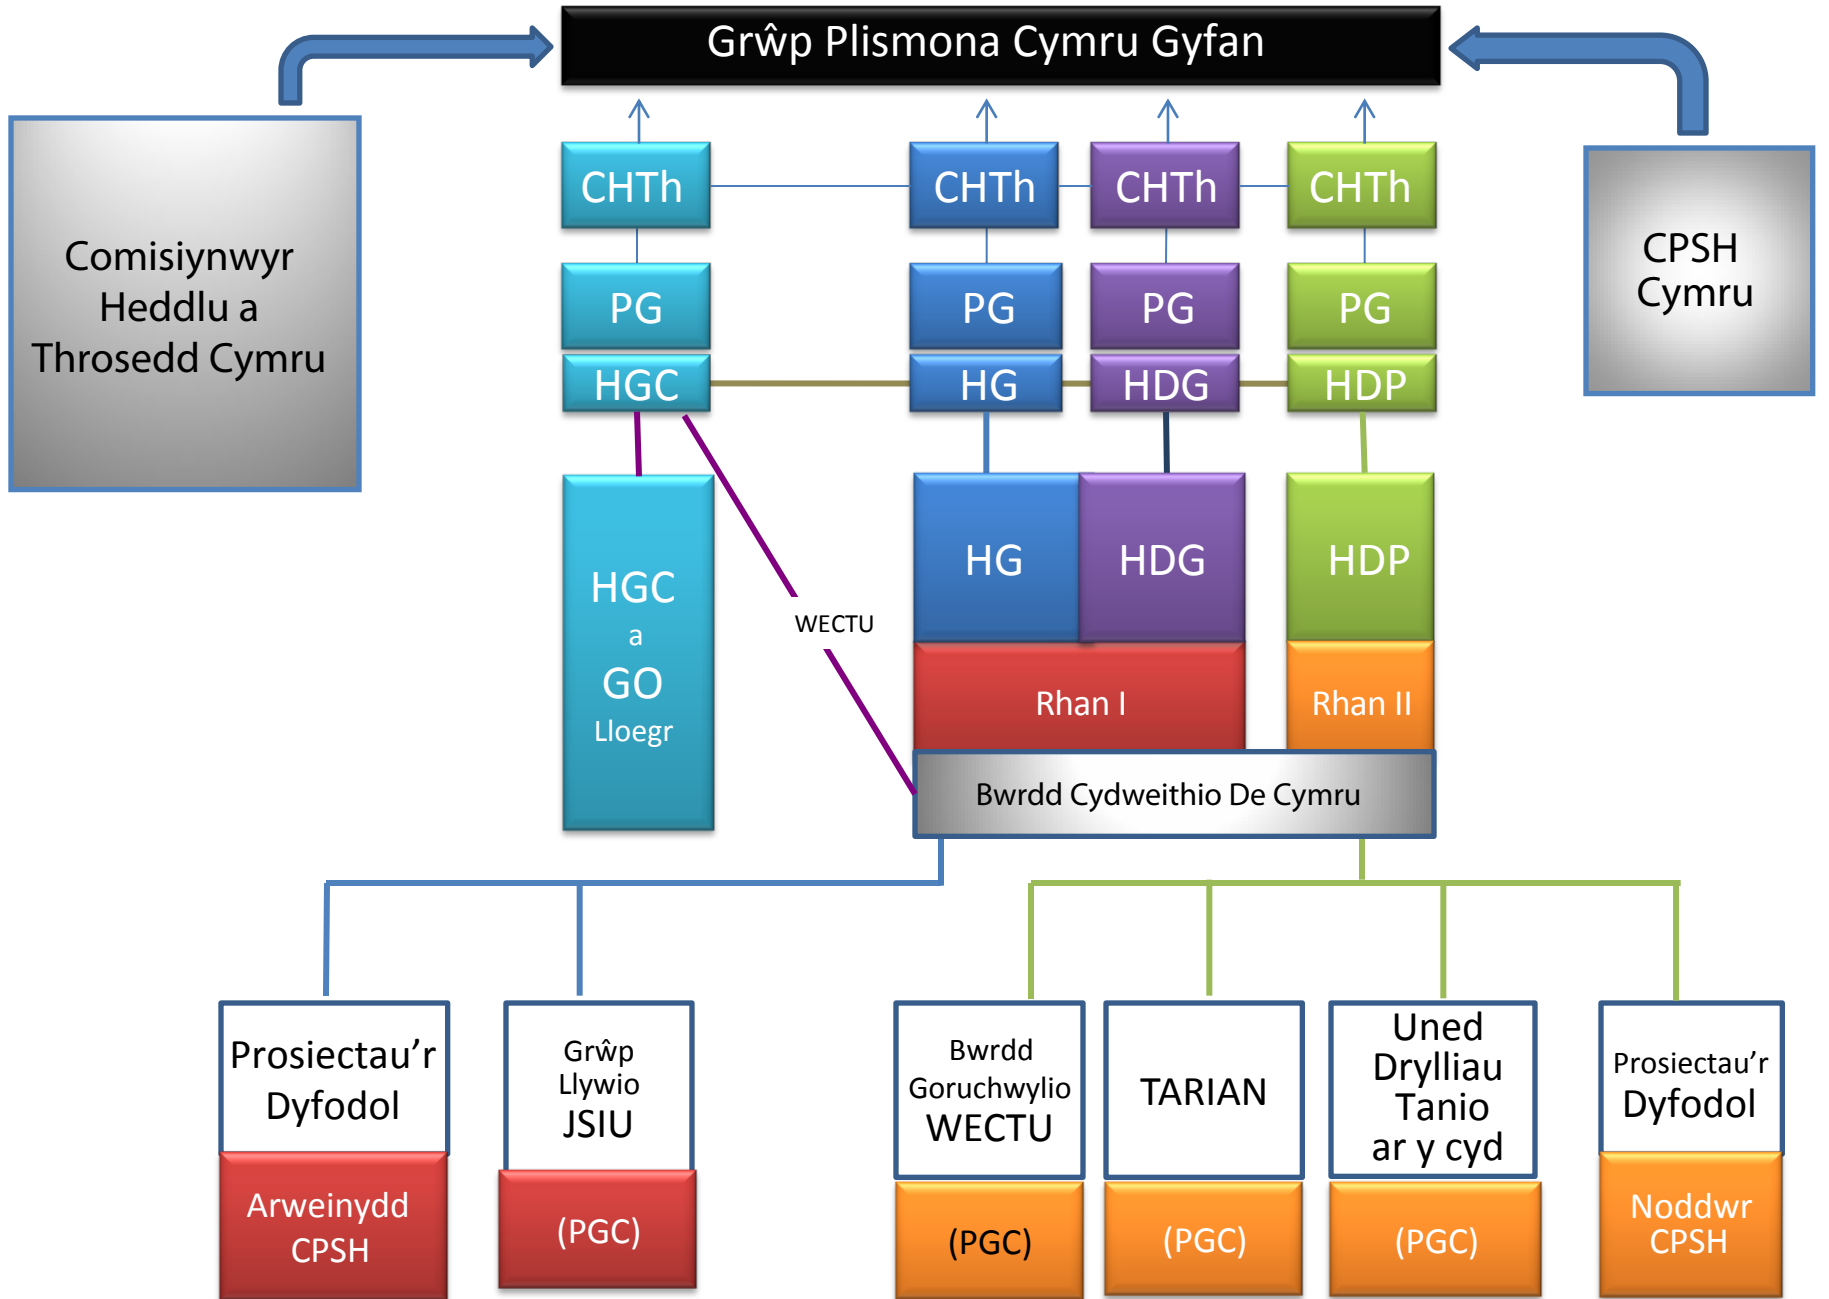 Grŵp Plismona Cymru Gyfan
Comisiynwyr
Heddlu a
Throsedd Cymru
CPSH
Cymru
CHTh
CHTh
CHTh
CHTh
PG
PG
PG
PG
HGC
HG
HDG
HDP
HGC
a
GO
Lloegr
WECTU
HG
HDG
HDP
Rhan I
Rhan II
Bwrdd Cydweithio De Cymru
Prosiectau’r
Dyfodol
Arweinydd
CPSH
Grŵp
Llywio
JSIU
(PGC)
Bwrdd
Goruchwylio
WECTU
(PGC)
TARIAN
(PGC)
Uned
Drylliau
Tanio
ar y cyd
(PGC)
Prosiectau’r
Dyfodol
Noddwr
CPSH